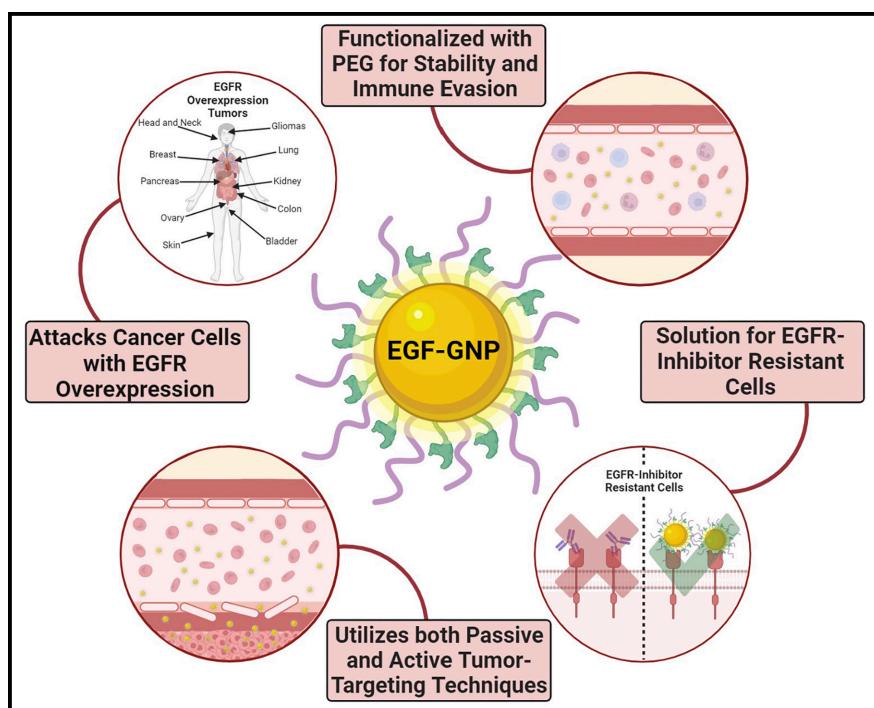 Functionalized with
PEG for Stability and
Immune Evasion
EGFR
Overexpression
Tumors
Head and Neck
Gliomas
Breast
Lung
Pancreas
Kidney
Ovary
Colon
Skin
Bladder
Attacks Cancer Cells
with EGFR
Overexpression
EGF-GNP
Solution for EGFR-
Inhibitor Resistant
Cells
EGFR-Inhibitor
Resistant Cells
Utilizes both Passive
and Active Tumor-
Targeting Techniques